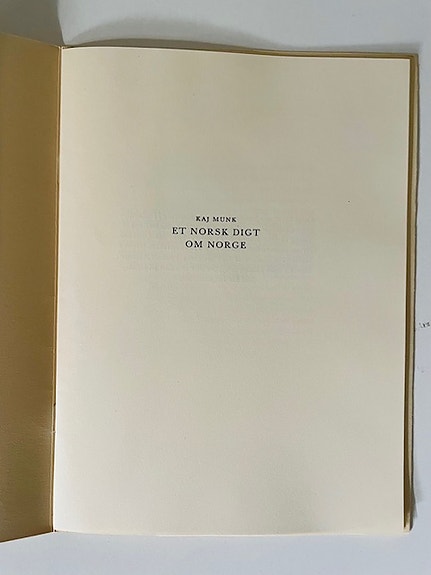 KAJ MUNK
ET NORSK DIGT
OM NORGE